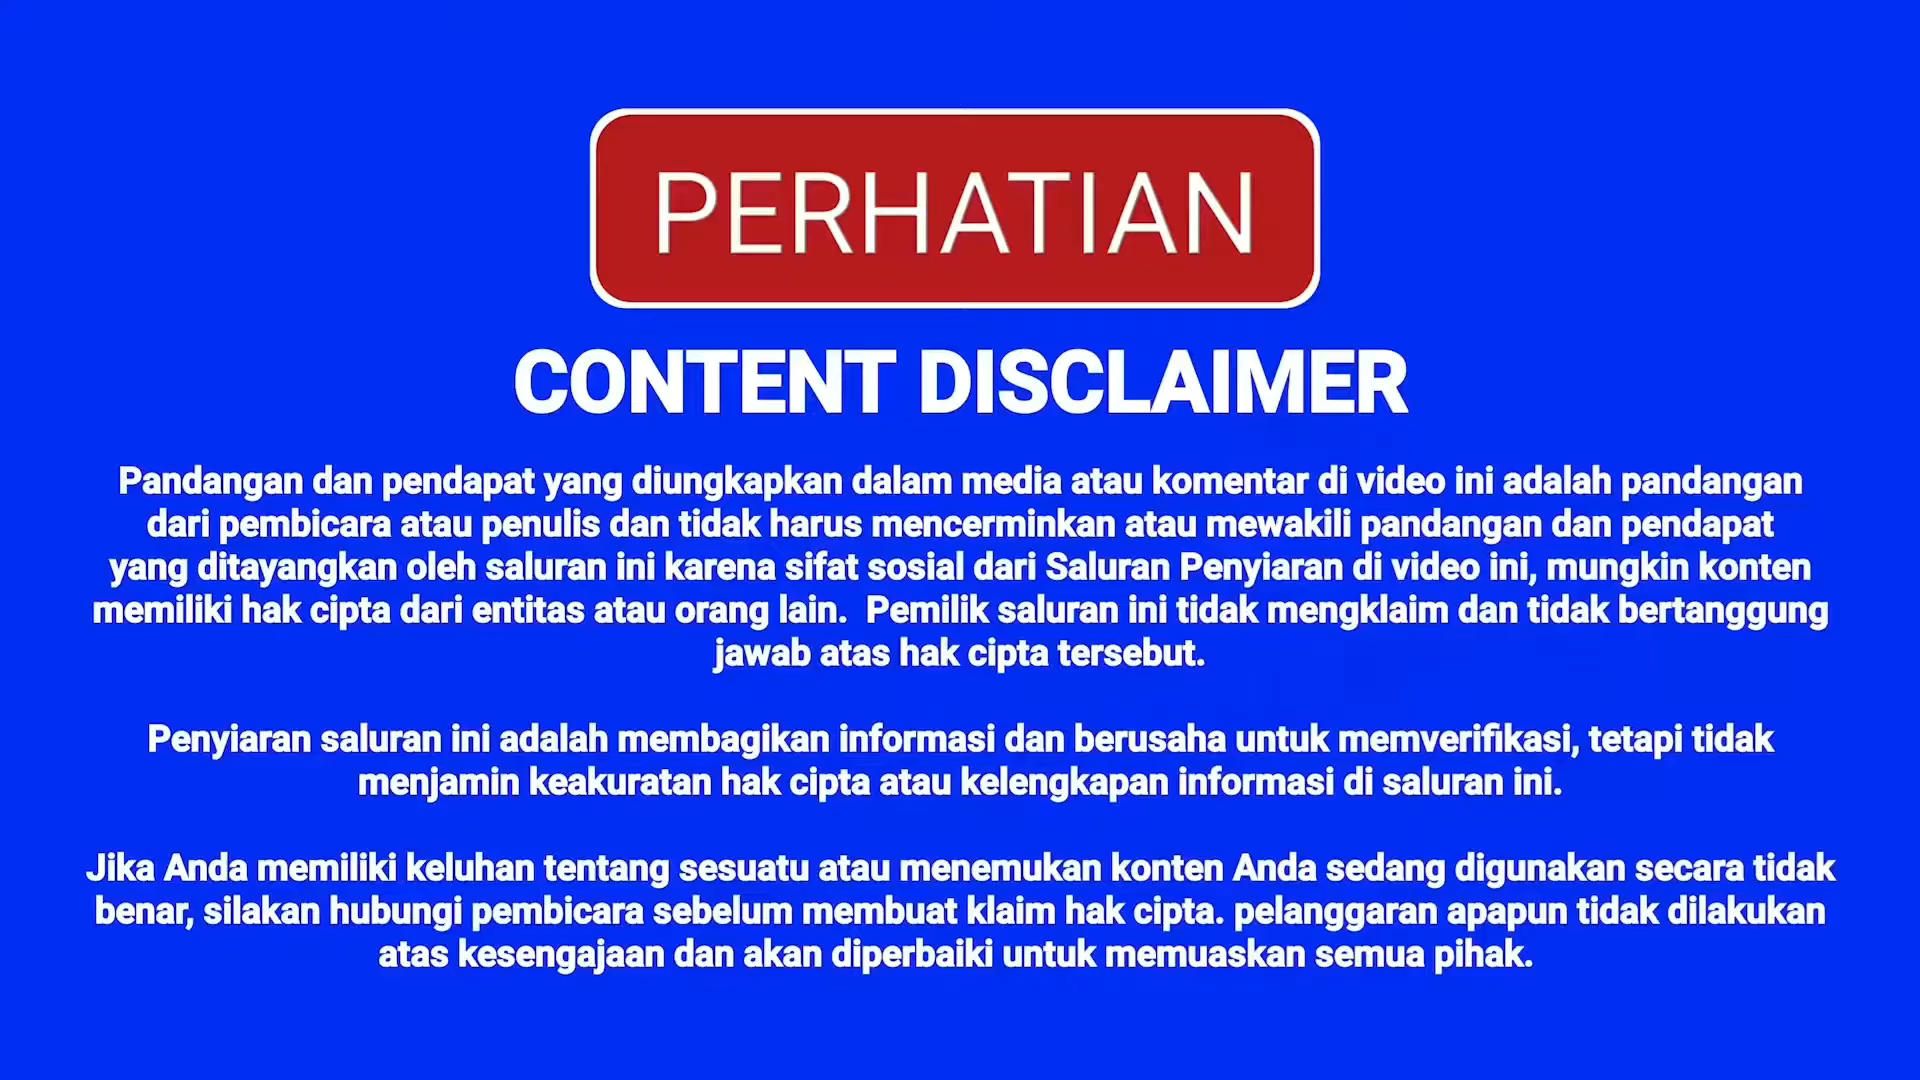 PERHATIAN
CONTENT DISCLAIMER
Pandangan dan pendapat yang diungkapkan dalam media atau komentar di video ini adalah pandangan
dari pembicara atau penulis dan tidak harus mencerminkan atau mewakili pandangan dan pendapat
yang ditayangkan oleh saluran ini karena sifat sosial dari Saluran Penyiaran di video ini, mungkin konten
memiliki hak cipta dari entitas atau orang lain.  Pemilik saluran ini tidak mengklaim dan tidak bertanggung
jawab atas hak cipta tersebut.
Penyiaran saluran ini adalah membagikan informasi dan berusaha untuk memverifikasi, tetapi tidak
menjamin keakuratan hak cipta atau kelengkapan informasi di saluran ini.
Jika Anda memiliki keluhan tentang sesuatu atau menemukan konten Anda sedang digunakan secara tidak
benar, silakan hubungi pembicara sebelum membuat klaim hak cipta. pelanggaran apapun tidak dilakukan
atas kesengajaan dan akan diperbaiki untuk memuaskan semua pihak.